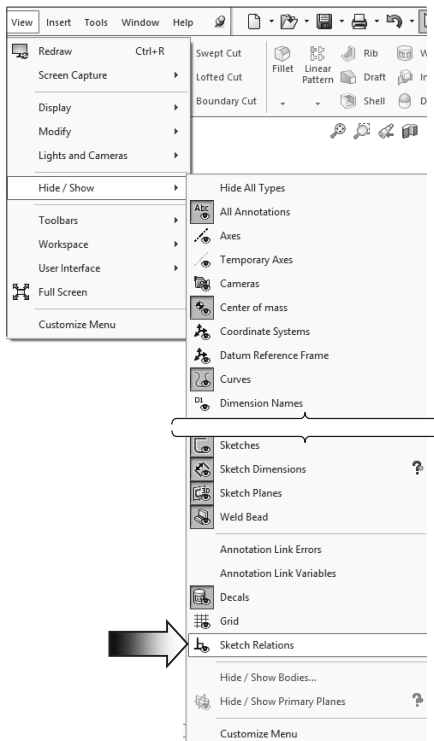 View Insert Tools Window Help
Redraw Ctrl+R
Screen Capture
Display
Modify
Lights and Cameras
Hide / Show
Toolbars
Workspace
User Interface
Full Screen
Customize Menu
Swept Cut
Lofted Cut
Boundary Cut
Fillet
Linear
Pattern
Rib
Draft
Shell
Hide All Types
Abc
All Annotations
Axes
Temporary Axes
Cameras
Center of mass
Coordinate Systems
Datum Reference Frame
Curves
D1
Dimension Names
Sketches
Sketch Dimensions ?
3D
Sketch Planes
Weld Bead
Annotation Link Errors
Annotation Link Variables
Decals
Grid
Sketch Relations
Hide / Show Bodies...
Hide / Show Primary Planes ?
Customize Menu